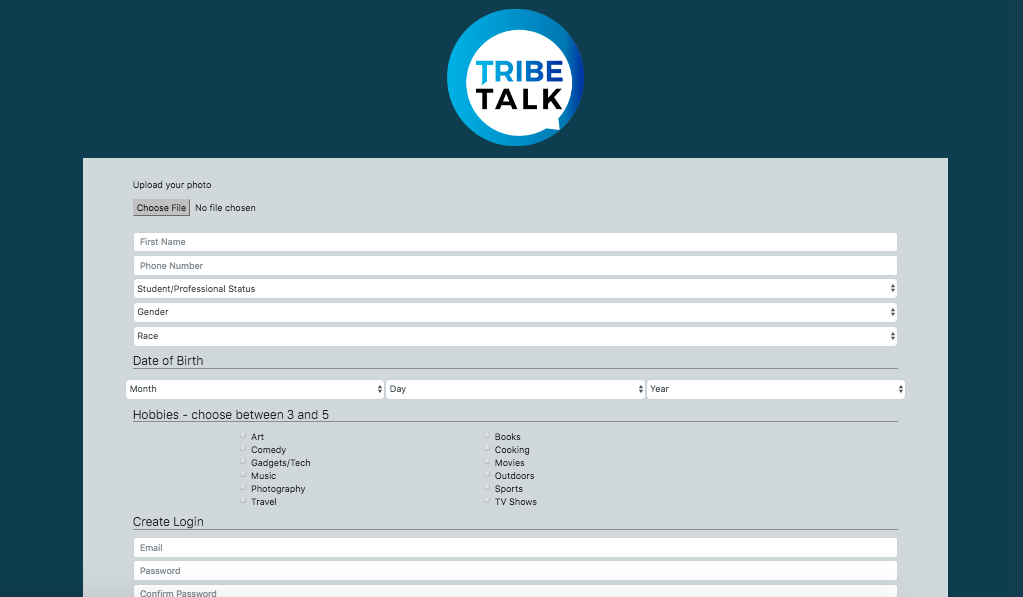 TRIBE
TALK
Upload your photo
Choose File No file chosen
First Name
Phone Number
Student/Professional Status
Gender
Race
Date of Birth
Month Day Year
Hobbies - choose between 3 and 5
Art Books
Comedy Cooking
Gadgets/Tech Movies
Music Outdoors
Photography Sports
Travel TV Shows
Create Login
Email
Password
Confirm Password